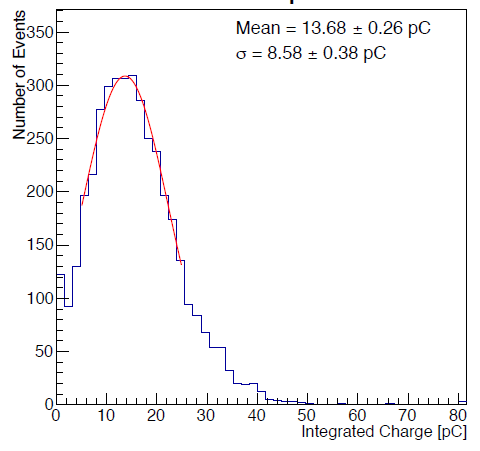 Mean = 13.68 ± 0.26 pC
σ = 8.58 ± 0.38 pC
Number of Events
350
300
250
200
150
100
50
0
0 10 20 30 40 50 60 70 80
Integrated Charge [pC]